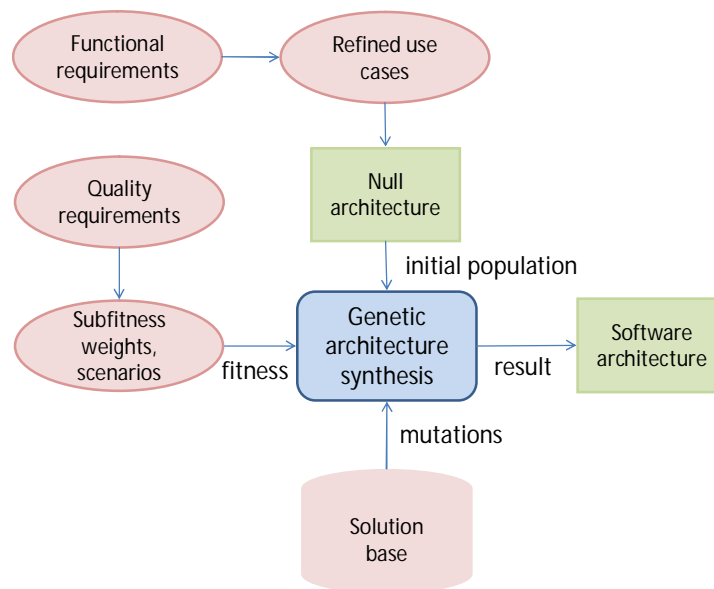 Functional
requirements
Refined use
cases
Quality
requirements
Null
architecture
initial population
Subfitness
weights,
scenarios
fitness
Genetic
architecture
synthesis
result
Software
architecture
mutations
Solution
base